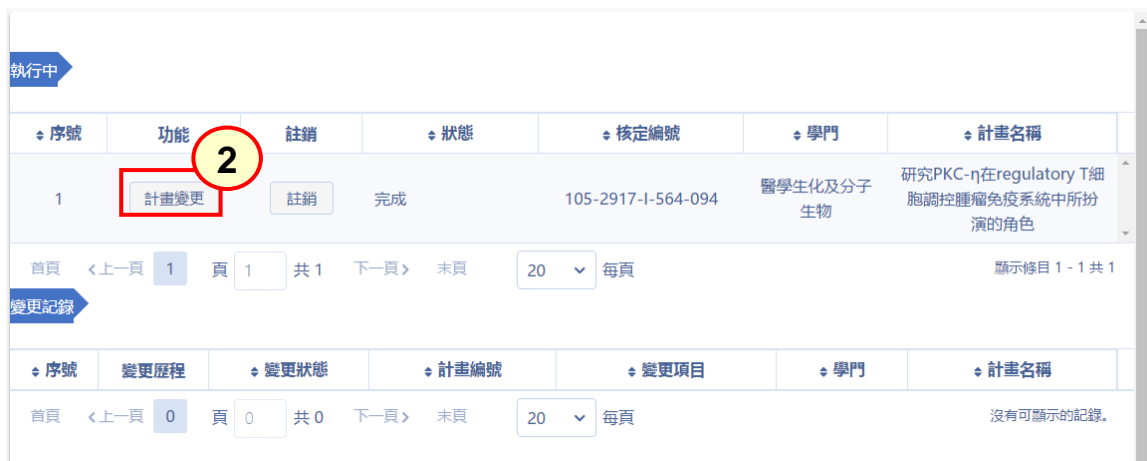 執行中
序號 功能 註銷 狀態 核定編號 學門 計畫名稱
2
1 計畫變更 註銷 完成 105-2917-I-564-094 醫學生化及分子生物 研究PKC-η在regulatory T細胞調控腫瘤免疫系統中所扮演的角色
首頁 上一頁 1 頁 1 共 1 下一頁 末頁 20 每頁 顯示條目 1 - 1 共 1
變更記錄
序號 變更歷程 變更狀態 計畫編號 變更項目 學門 計畫名稱
首頁 上一頁 0 頁 0 共 0 下一頁 末頁 20 每頁 沒有可顯示的記錄。